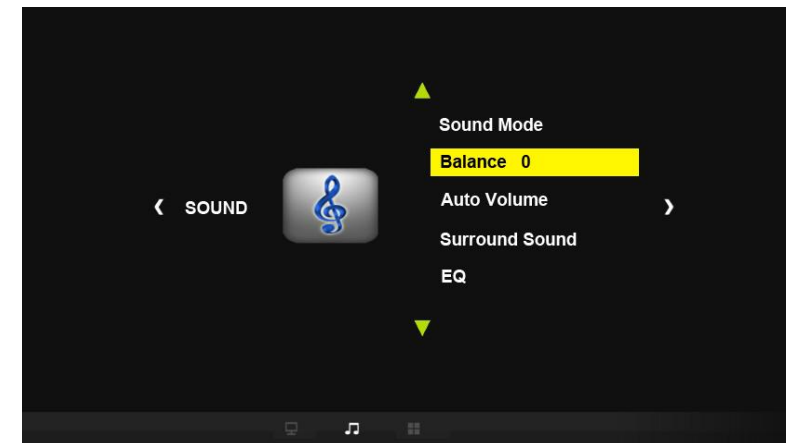 SOUND
Sound Mode
Balance 0
Auto Volume
Surround Sound
EQ